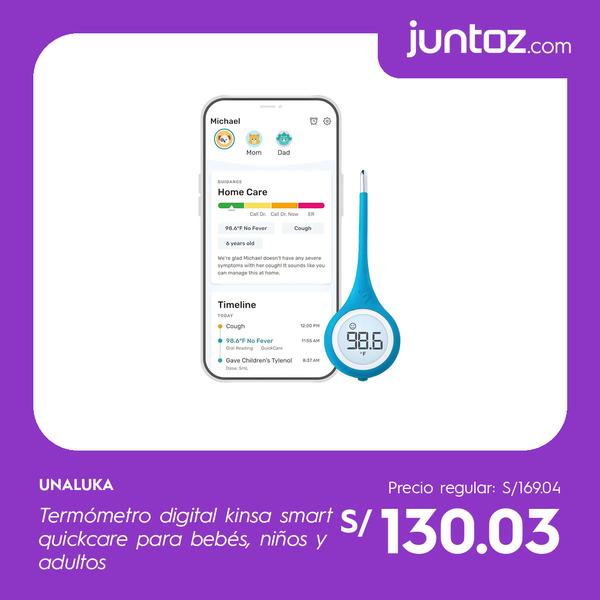 juntoz.com
Michael
Mom
Dad
GUIDANCE
Home Care
Call Dr.
Call Dr. Now
ER
98.6°F No Fever
Cough
6 years old
We're glad Michael doesn't have any severe
symptoms with her cough! It sounds like you
can manage this at home.
Timeline
TODAY
Cough 12:00 PM
98.6°F No Fever 11:55 AM
Oral Reading QuickCare
Gave Children's Tylenol 8:37 AM
Dose: 5mL
98.6
°F
UNALUKA
Termómetro digital kinsa smart
quickcare para bebés, niños y
adultos
Precio regular: S/169.04
S/ 130.03